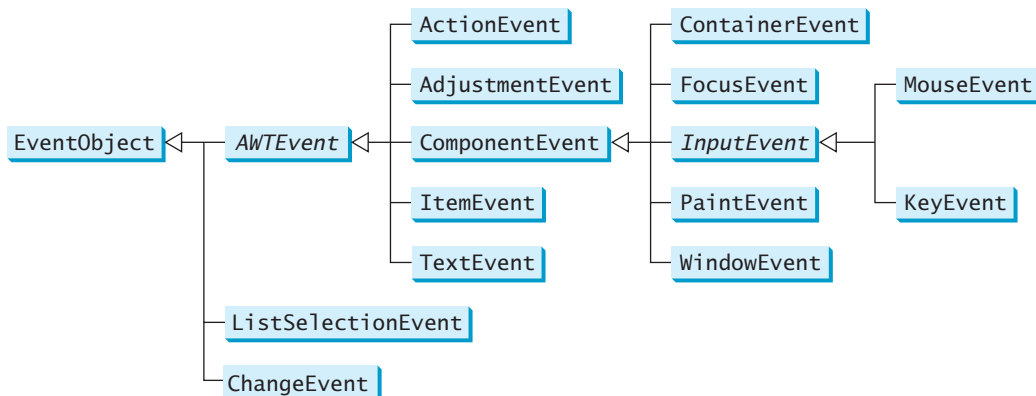 ActionEvent
ContainerEvent
AdjustmentEvent
FocusEvent
MouseEvent
EventObject
AWTEvent
ComponentEvent
InputEvent
ItemEvent
PaintEvent
KeyEvent
TextEvent
WindowEvent
ListSelectionEvent
ChangeEvent